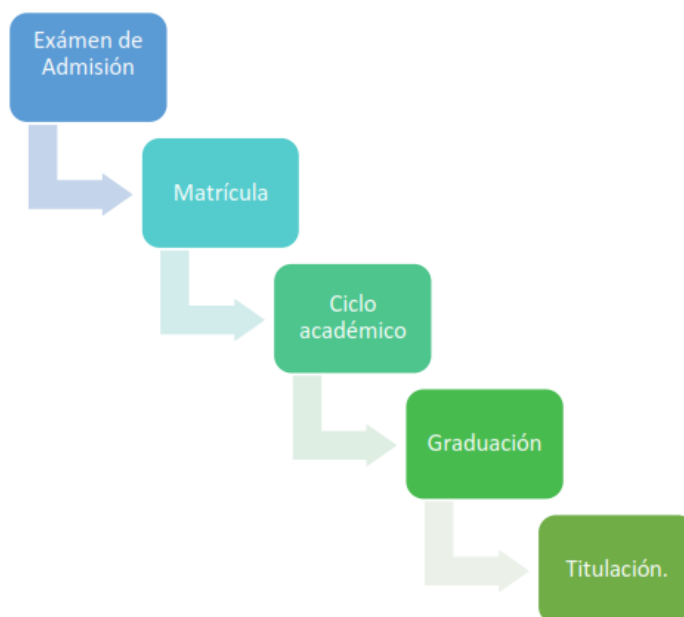 Exámen de
Admisión
Matrícula
Ciclo
académico
Graduación
Titulación.